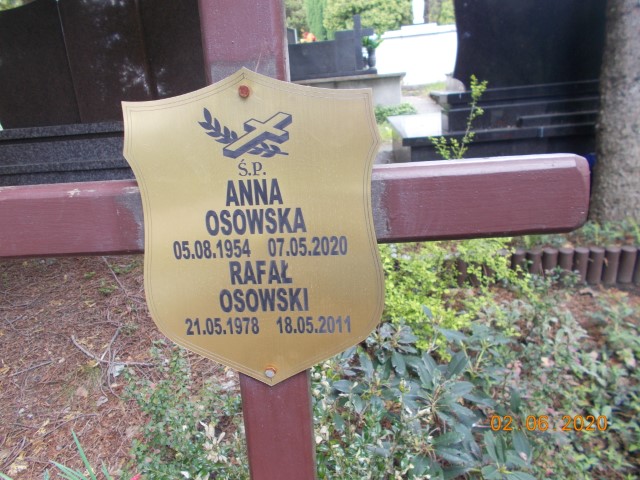 Ś.P.
ANNA
OSOWSKA
05.08.1954 07.05.2020
RAFAŁ
OSOWSKI
21.05.1978 18.05.2011
02.06.2020